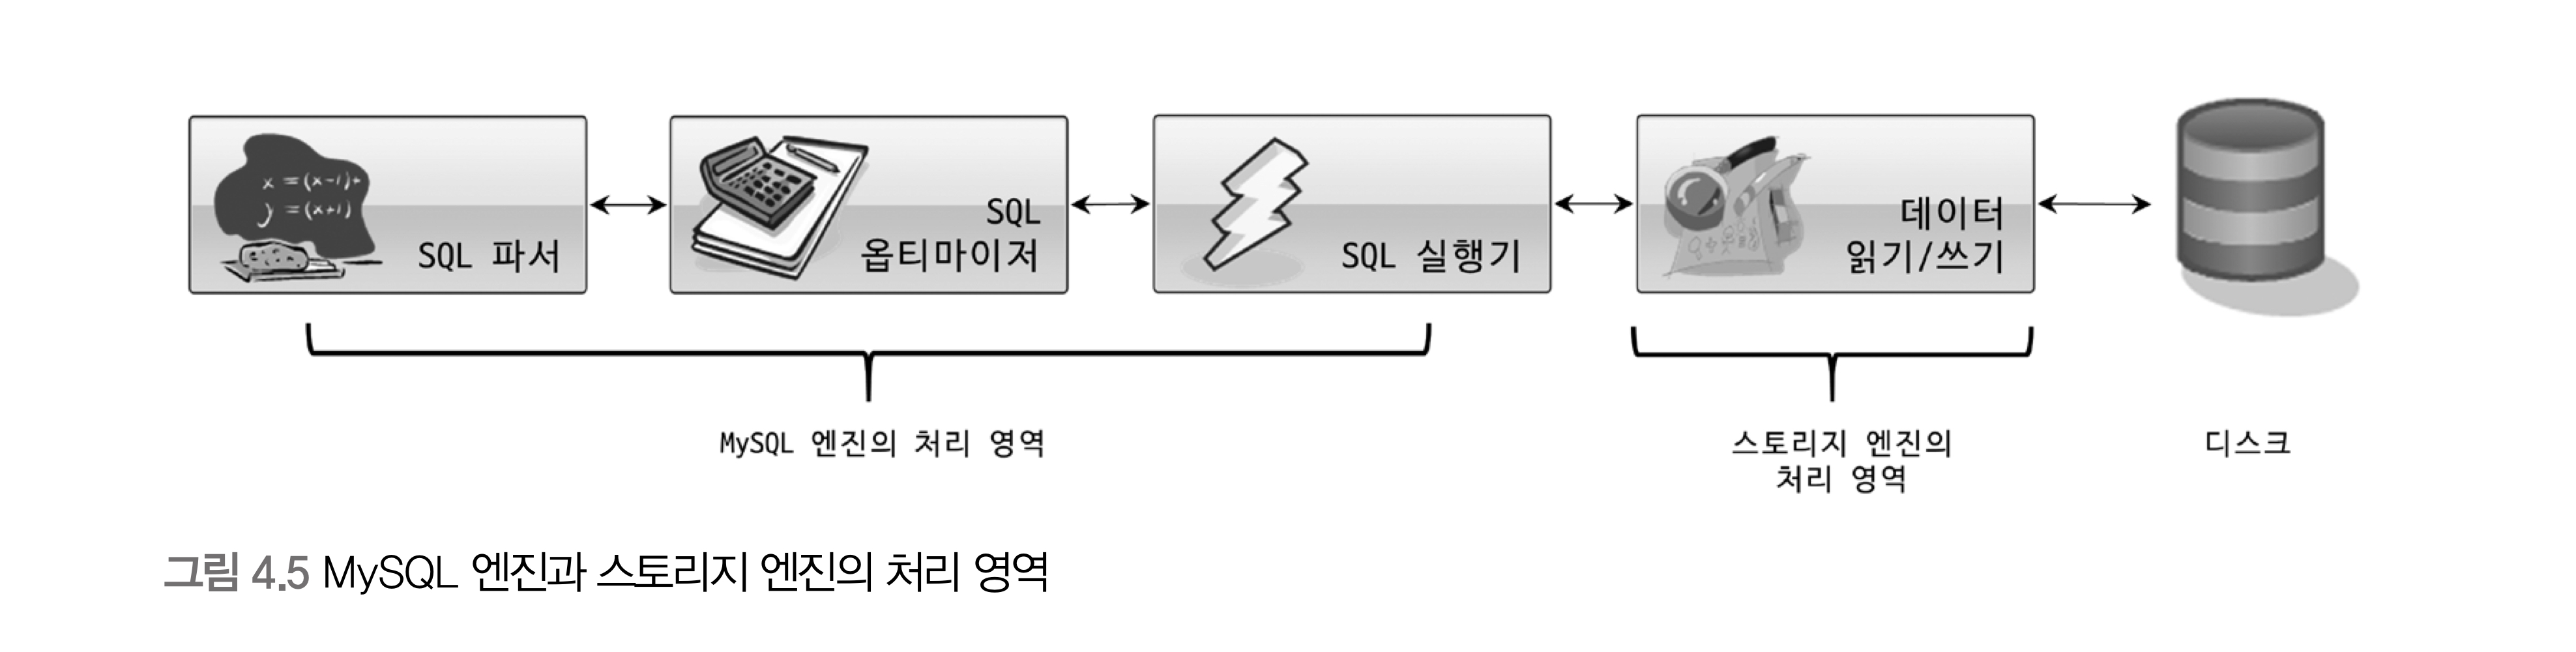 x = (x-1)+
y = (x+1)
SQL 파서
SQL
옵티마이저
SQL 실행기
데이터
읽기/쓰기
MySQL 엔진의 처리 영역
스토리지 엔진의
처리 영역
디스크
그림 4.5 MySQL 엔진과 스토리지 엔진의 처리 영역